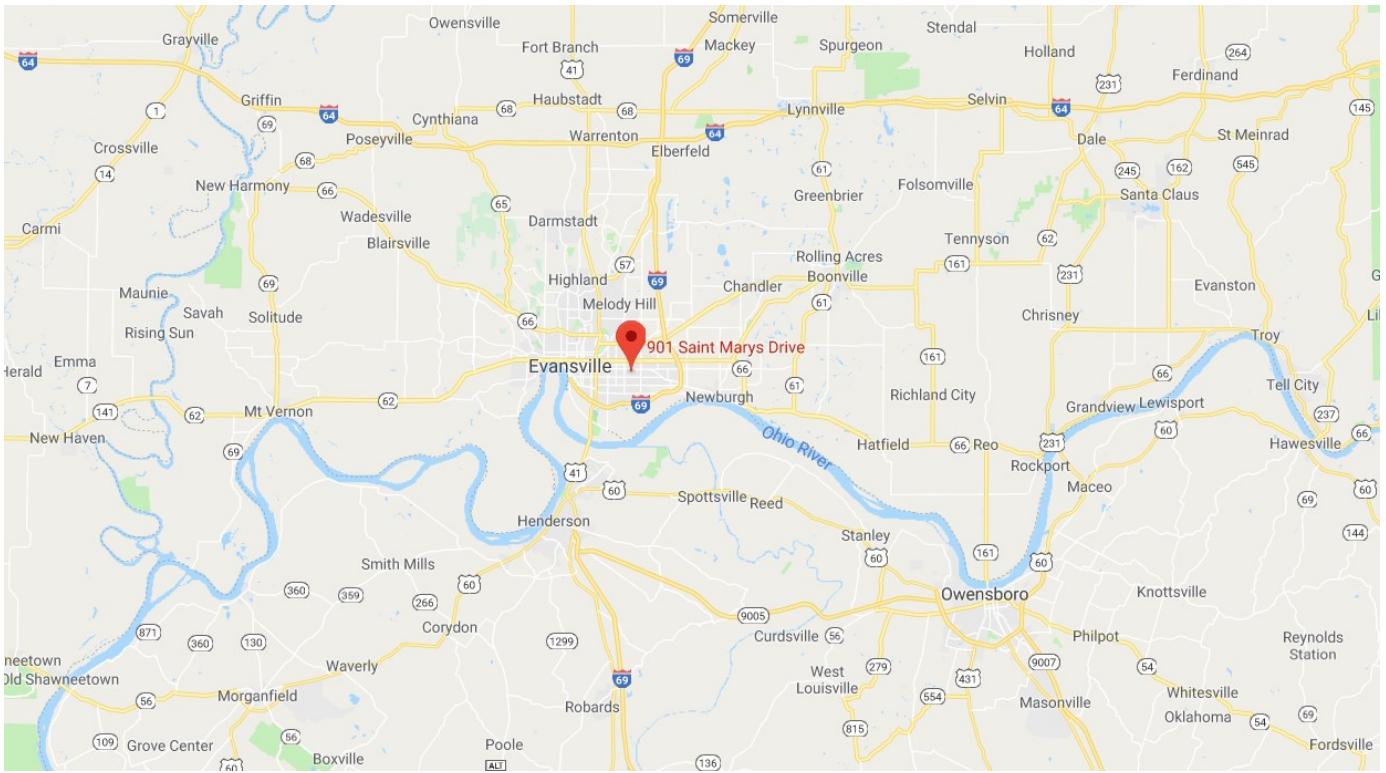 Somerville
Stendal
Owensville
Grayville
Fort Branch
Mackey
Spurgeon
Holland
264
64
41
69
Ferdinand
231
Griffin
68
Haubstadt
68
Lynnville
Selvin
64
145
1
69
64
Cynthiana
Poseyville
Warrenton
64
Dale
St Meinrad
Crossville
68
Elberfeld
14
61
245
162
545
New Harmony
66
65
Greenbrier
Folsomville
Santa Claus
Wadesville
Darmstadt
Carmi
Blairsville
62
Tennyson
57
Rolling Acres
161
Highland
69
Boonville
231
69
Chandler
Maunie
Melody Hill
61
Evanston
Savah
Solitude
Chrisney
66
Rising Sun
Troy
901 Saint Marys Drive
Emma
Evansville
161
66
Herald
66
7
61
Tell City
62
69
Newburgh
Richland City
Grandview
Lewisport
141
62
Mt Vernon
237
New Haven
Ohio River
Hatfield
66
Reo
231
60
66
Hawesville
69
Rockport
41
60
Maceo
60
Spottsville
Reed
69
Henderson
Stanley
144
Smith Mills
60
161
60
60
360
359
Owensboro
Knottsville
266
9005
871
360
130
Corydon
1299
Curdsville
56
Philpot
Reynolds
Station
neetown
Waverly
279
9007
54
Old Shawneetown
69
West
Louisville
431
Whitesville
56
Morganfield
554
Masonville
Robards
Oklahoma
54
69
815
109
Grove Center
56
Poole
Fordsville
Boxville
60
ALT
136